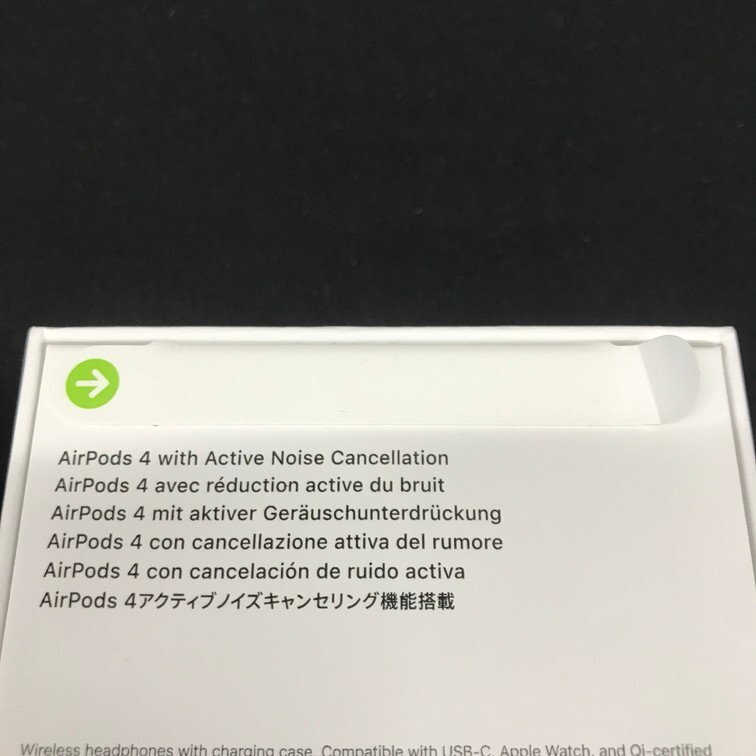 AirPods 4 with Active Noise Cancellation
AirPods 4 avec réduction active du bruit
AirPods 4 mit aktiver Geräuschunterdrückung
AirPods 4 con cancellazione attiva del rumore
AirPods 4 con cancelación de ruido activa
AirPods 4アクティブノイズキャンセリング機能搭載
Wireless headphones with charging case. Compatible with USB-C, Apple Watch, and Qi-certified